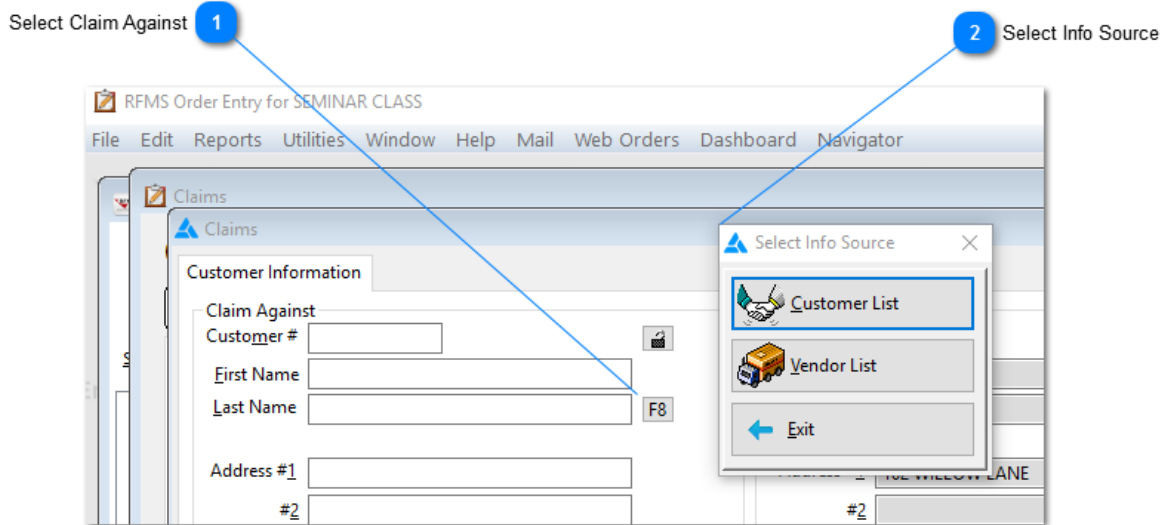 Select Claim Against 1
2 Select Info Source
RFMS Order Entry for SEMINAR CLASS
File Edit Reports Utilities Window Help Mail Web Orders Dashboard Navigator
Claims
Claims
Select Info Source
Customer Information
Customer List
Claim Against
Customer #
First Name
Vendor List
Last Name
F8
Exit
Address #1
LANE
#2
#2